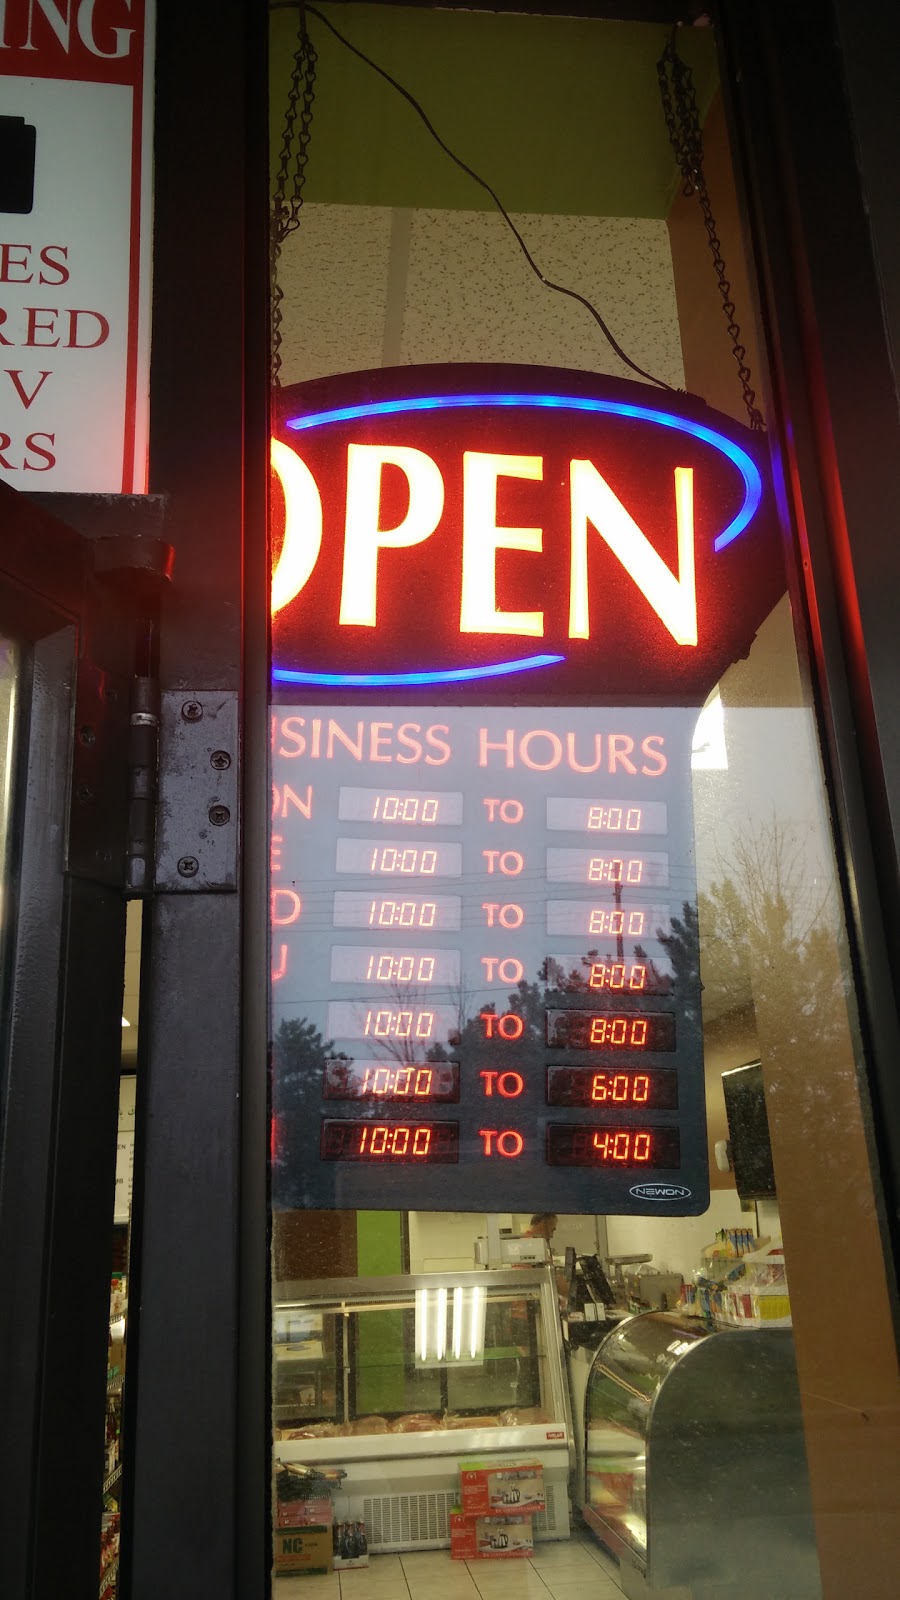 ING
ES
RED
V
RS
OPEN
SINESS HOURS
ON 10:00 TO 8:00
E 10:00 TO 8:00
D 10:00 TO 8:00
U 10:00 TO 8:00
10:00 TO 8:00
10:00 TO 6:00
10:00 TO 4:00
NEWON
NC